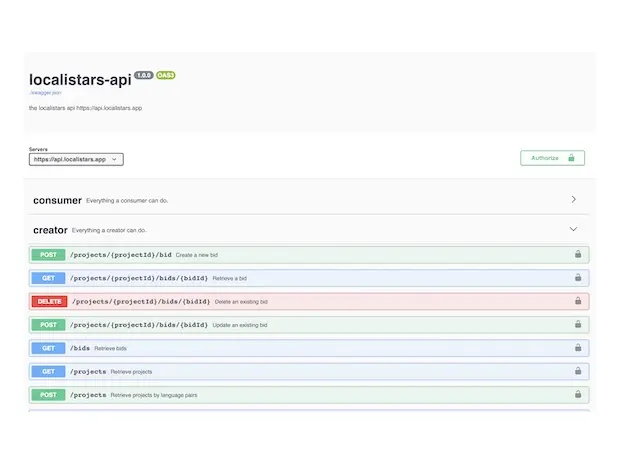 localistars-api 1.0.0 OAS3
./swagger.json
the localistars api https://api.localistars.app
Servers
https://api.localistars.app
Authorize
consumer Everything a consumer can do.
creator Everything a creator can do.
POST /projects/{projectId}/bid Create a new bid
GET /projects/{projectId}/bids/{bidId} Retrieve a bid
DELETE /projects/{projectId}/bids/{bidId} Delete an existing bid
POST /projects/{projectId}/bids/{bidId} Update an existing bid
GET /bids Retrieve bids
GET /projects Retrieve projects
POST /projects Retrieve projects by language pairs